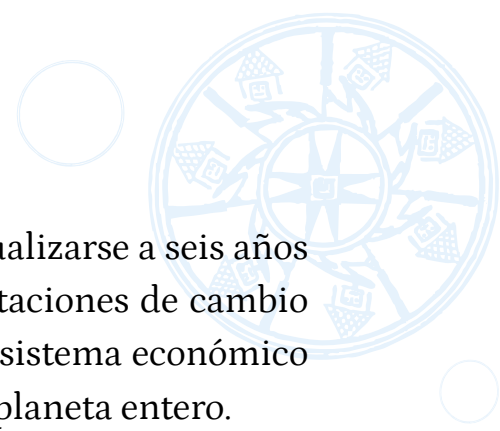 ualizarse a seis años
taciones de cambio
sistema económico
planeta entero.